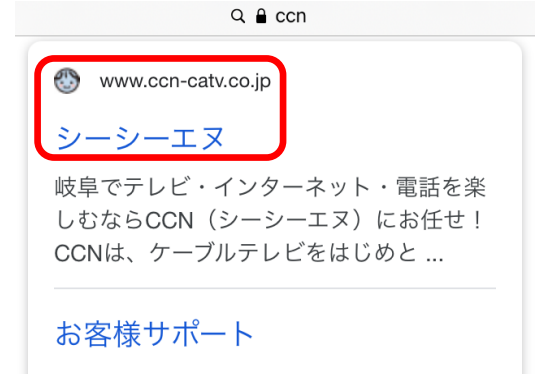 ccn
www.ccn-catv.co.jp
シーシーエヌ
岐阜でテレビ・インターネット・電話を楽
しむならCCN（シーシーエヌ）にお任せ！
CCNは、ケーブルテレビをはじめと ...
お客様サポート